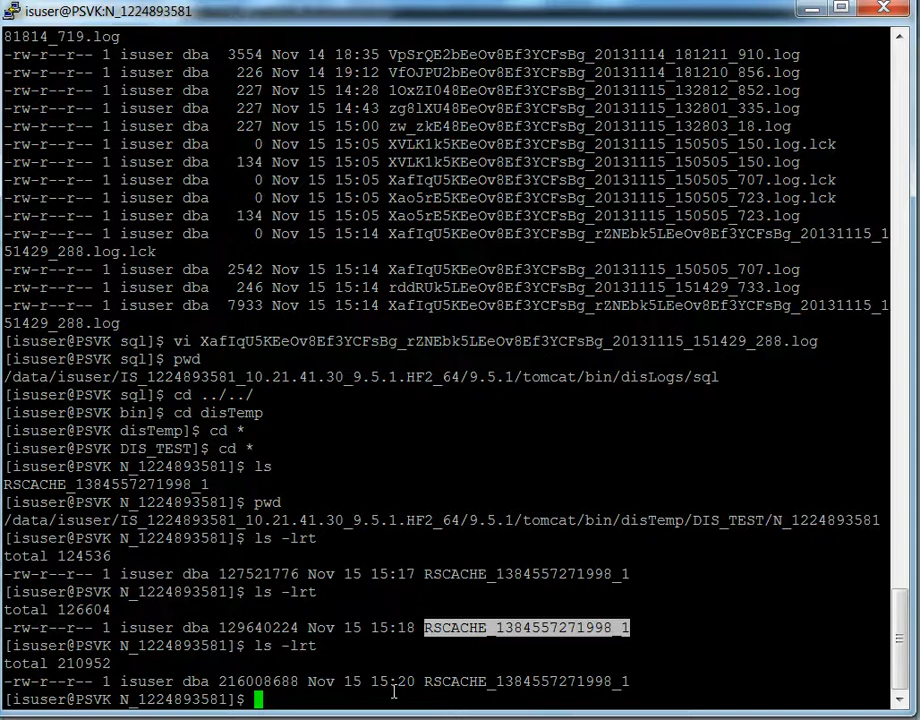 isuser@PSVK:N_1224893581
81814_719.log
-rw-r--r-- 1 isuser dba   3554 Nov 14 18:35 VpSrQE2bEeOv8Ef3YCFsBg_20131114_181211_910.log
-rw-r--r-- 1 isuser dba    226 Nov 14 19:12 VfOJPU2bEeOv8Ef3YCFsBg_20131114_181210_856.log
-rw-r--r-- 1 isuser dba    227 Nov 15 14:28 1OxZI048EeOv8Ef3YCFsBg_20131115_132812_852.log
-rw-r--r-- 1 isuser dba    227 Nov 15 14:43 zg8lXU48EeOv8Ef3YCFsBg_20131115_132801_335.log
-rw-r--r-- 1 isuser dba    227 Nov 15 15:00 zw_zkE48EeOv8Ef3YCFsBg_20131115_132803_18.log
-rw-r--r-- 1 isuser dba      0 Nov 15 15:05 XVLK1k5KEeOv8Ef3YCFsBg_20131115_150505_150.log.lck
-rw-r--r-- 1 isuser dba    134 Nov 15 15:05 XVLK1k5KEeOv8Ef3YCFsBg_20131115_150505_150.log
-rw-r--r-- 1 isuser dba      0 Nov 15 15:05 XafIqU5KEeOv8Ef3YCFsBg_20131115_150505_707.log.lck
-rw-r--r-- 1 isuser dba      0 Nov 15 15:05 Xao5rE5KEeOv8Ef3YCFsBg_20131115_150505_723.log.lck
-rw-r--r-- 1 isuser dba    134 Nov 15 15:05 Xao5rE5KEeOv8Ef3YCFsBg_20131115_150505_723.log
-rw-r--r-- 1 isuser dba      0 Nov 15 15:14 XafIqU5KEeOv8Ef3YCFsBg_rZNEbk5LEeOv8Ef3YCFsBg_20131115_1
51429_288.log.lck
-rw-r--r-- 1 isuser dba   2542 Nov 15 15:14 XafIqU5KEeOv8Ef3YCFsBg_20131115_150505_707.log
-rw-r--r-- 1 isuser dba    246 Nov 15 15:14 rddRUk5LEeOv8Ef3YCFsBg_20131115_151429_733.log
-rw-r--r-- 1 isuser dba   7933 Nov 15 15:14 XafIqU5KEeOv8Ef3YCFsBg_rZNEbk5LEeOv8Ef3YCFsBg_20131115_1
51429_288.log
[isuser@PSVK sql]$ vi XafIqU5KEeOv8Ef3YCFsBg_rZNEbk5LEeOv8Ef3YCFsBg_20131115_151429_288.log
[isuser@PSVK sql]$ pwd
/data/isuser/IS_1224893581_10.21.41.30_9.5.1.HF2_64/9.5.1/tomcat/bin/disLogs/sql
[isuser@PSVK sql]$ cd ../../
[isuser@PSVK bin]$ cd disTemp
[isuser@PSVK disTemp]$ cd *
[isuser@PSVK DIS_TEST]$ cd *
[isuser@PSVK N_1224893581]$ ls
RSCACHE_1384557271998_1
[isuser@PSVK N_1224893581]$ pwd
/data/isuser/IS_1224893581_10.21.41.30_9.5.1.HF2_64/9.5.1/tomcat/bin/disTemp/DIS_TEST/N_1224893581
[isuser@PSVK N_1224893581]$ ls -lrt
total 124536
-rw-r--r-- 1 isuser dba 127521776 Nov 15 15:17 RSCACHE_1384557271998_1
[isuser@PSVK N_1224893581]$ ls -lrt
total 126604
-rw-r--r-- 1 isuser dba 129640224 Nov 15 15:18 RSCACHE_1384557271998_1
[isuser@PSVK N_1224893581]$ ls -lrt
total 210952
-rw-r--r-- 1 isuser dba 216008688 Nov 15 15:20 RSCACHE_1384557271998_1
[isuser@PSVK N_1224893581]$